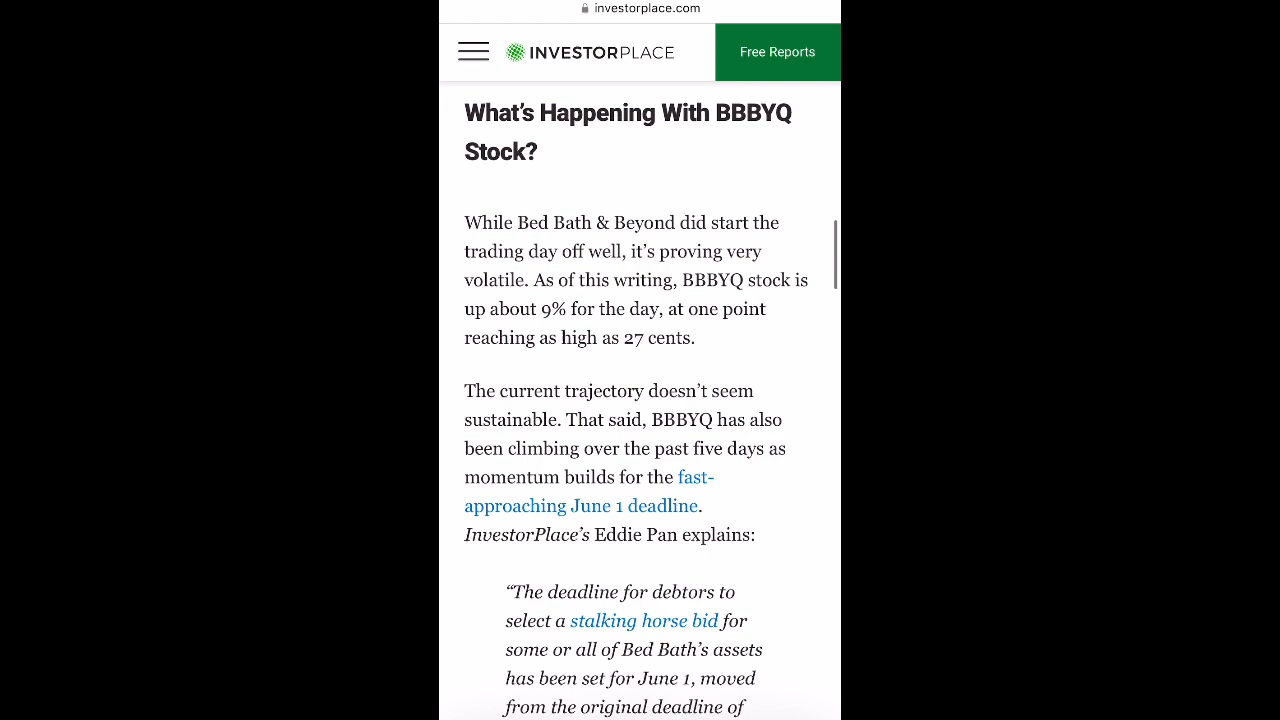 investorplace.com
INVESTORPLACE
Free Reports
What’s Happening With BBBYQ
Stock?
While Bed Bath & Beyond did start the
trading day off well, it’s proving very
volatile. As of this writing, BBBYQ stock is
up about 9% for the day, at one point
reaching as high as 27 cents.
The current trajectory doesn’t seem
sustainable. That said, BBBYQ has also
been climbing over the past five days as
momentum builds for the fast-
approaching June 1 deadline.
InvestorPlace’s Eddie Pan explains:
“The deadline for debtors to
select a stalking horse bid for
some or all of Bed Bath’s assets
has been set for June 1, moved
from the original deadline of